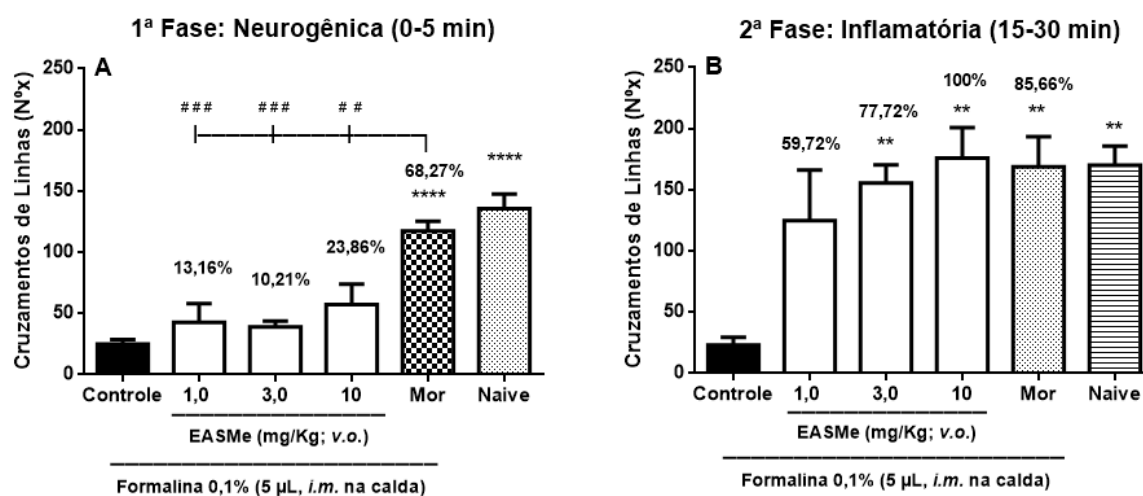 1ª Fase: Neurogênica (0-5 min)
A
Cruzamentos de Linhas (Nºx)
250
200
150
100
50
0
###
###
##
13,16%
10,21%
23,86%
68,27%
****
****
Controle 1,0 3,0 10 Mor Naive
EASMe (mg/Kg; v.o.)
Formalina 0,1% (5 µL, i.m. na calda)
2ª Fase: Inflamatória (15-30 min)
B
Cruzamentos de Linhas (Nºx)
250
200
150
100
50
0
59,72%
77,72%
**
100%
**
85,66%
**
**
Controle 1,0 3,0 10 Mor Naive
EASMe (mg/Kg; v.o.)
Formalina 0,1% (5 µL, i.m. na calda)